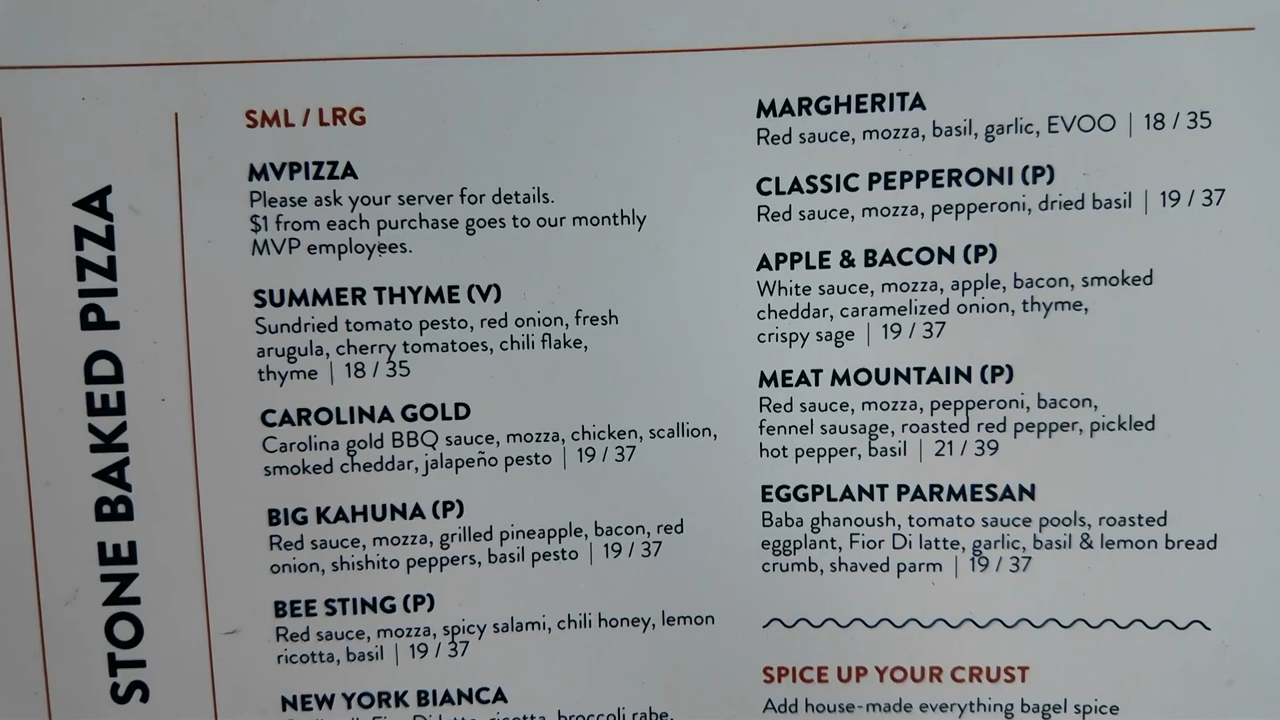 STONE BAKED PIZZA
SML / LRG
MVPIZZA
Please ask your server for details.
$1 from each purchase goes to our monthly
MVP employees.
SUMMER THYME (V)
Sundried tomato pesto, red onion, fresh
arugula, cherry tomatoes, chili flake,
thyme | 18 / 35
CAROLINA GOLD
Carolina gold BBQ sauce, mozza, chicken, scallion,
smoked cheddar, jalapeño pesto | 19 / 37
BIG KAHUNA (P)
Red sauce, mozza, grilled pineapple, bacon, red
onion, shishito peppers, basil pesto | 19 / 37
BEE STING (P)
Red sauce, mozza, spicy salami, chili honey, lemon
ricotta, basil | 19 / 37
NEW YORK BIANCA
ricotta, broccoli rabe,
MARGHERITA
Red sauce, mozza, basil, garlic, EVOO | 18 / 35
CLASSIC PEPPERONI (P)
Red sauce, mozza, pepperoni, dried basil | 19 / 37
APPLE & BACON (P)
White sauce, mozza, apple, bacon, smoked
cheddar, caramelized onion, thyme,
crispy sage | 19 / 37
MEAT MOUNTAIN (P)
Red sauce, mozza, pepperoni, bacon,
fennel sausage, roasted red pepper, pickled
hot pepper, basil | 21 / 39
EGGPLANT PARMESAN
Baba ghanoush, tomato sauce pools, roasted
eggplant, Fior Di latte, garlic, basil & lemon bread
crumb, shaved parm | 19 / 37
SPICE UP YOUR CRUST
Add house-made everything bagel spice